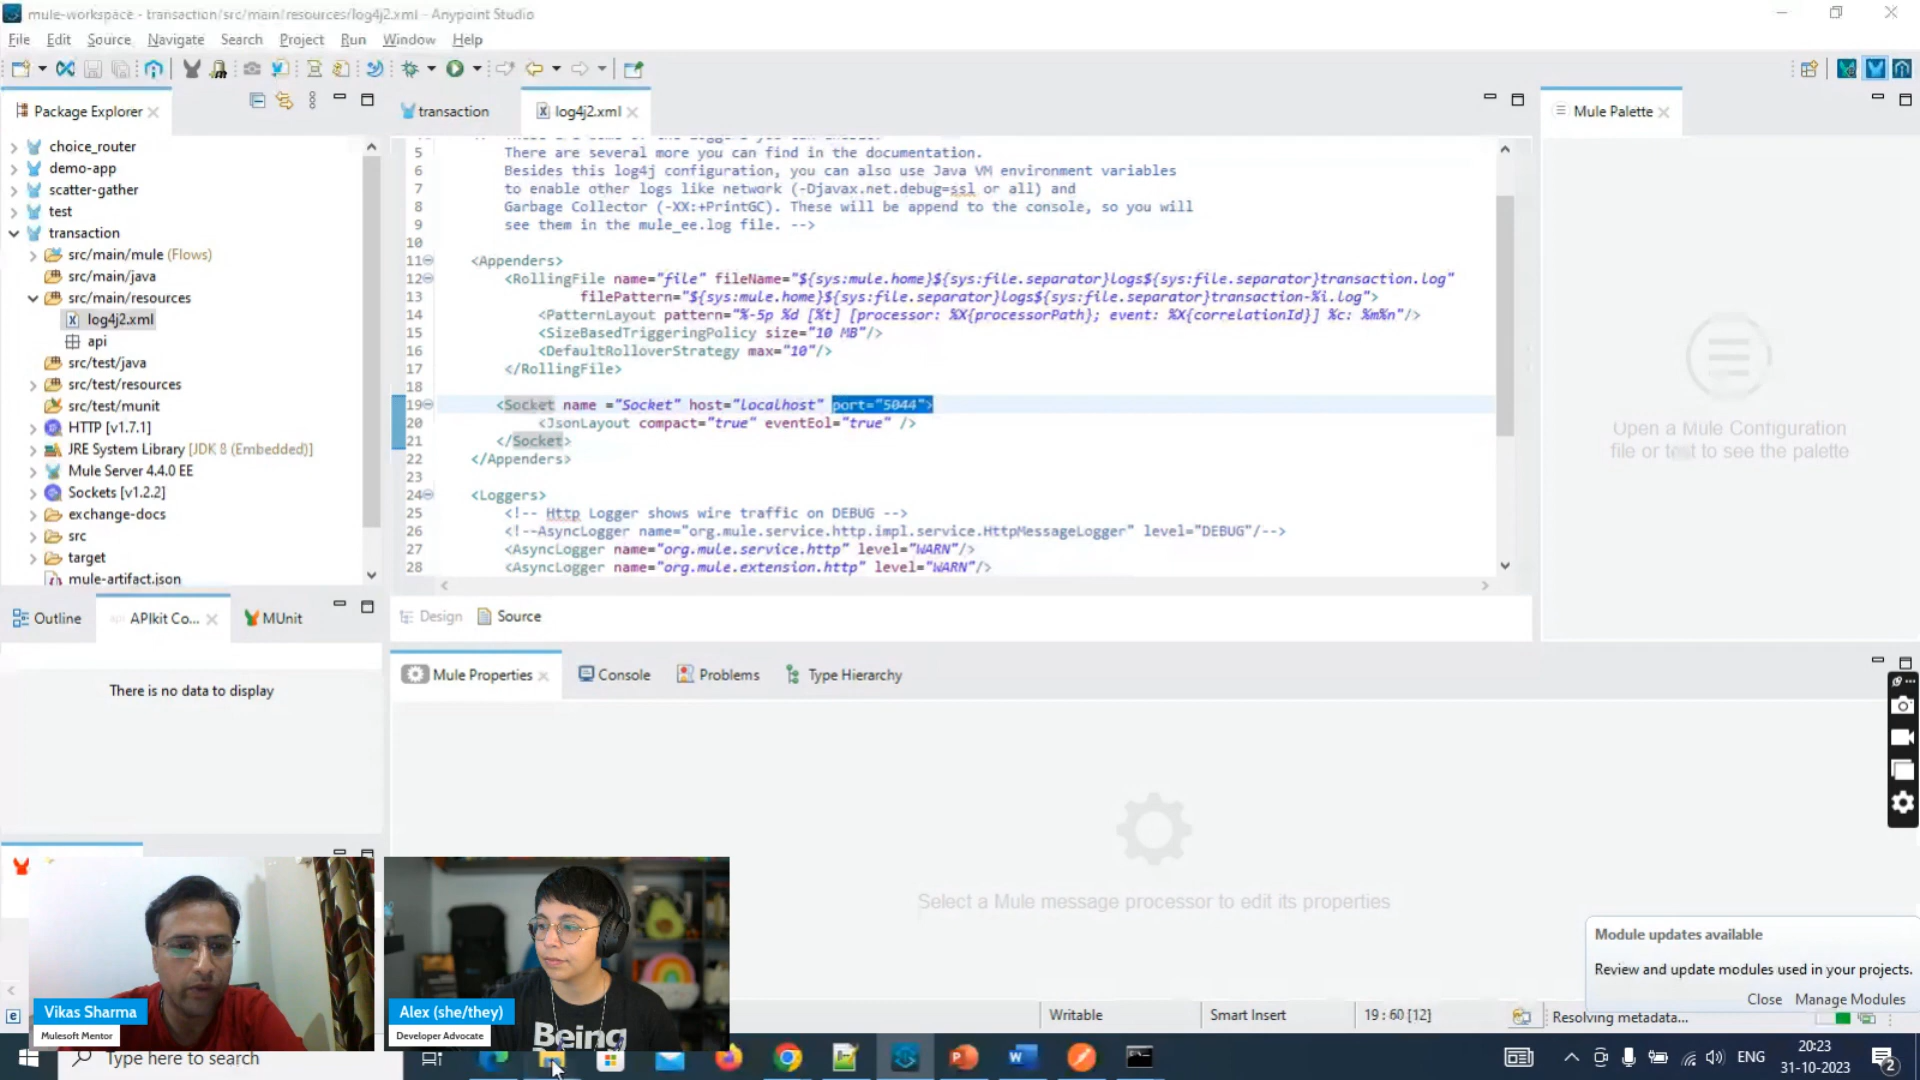 mule-workspace - transaction/src/main/resources/log4j2.xml - Anypoint Studio
File Edit Source Navigate Search Project Run Window Help
Package Explorer
choice_router
demo-app
scatter-gather
test
transaction
src/main/mule (Flows)
src/main/java
src/main/resources
log4j2.xml
api
src/test/java
src/test/resources
src/test/munit
HTTP [v1.7.1]
JRE System Library [JDK 8 (Embedded)]
Mule Server 4.4.0 EE
Sockets [v1.2.2]
exchange-docs
src
target
mule-artifact.json
transaction
log4j2.xml
5 There are several more you can find in the documentation.
6 Besides this log4j configuration, you can also use Java VM environment variables
7 to enable other logs like network (-Djavax.net.debug=ssl or all) and
8 Garbage Collector (-XX:+PrintGC). These will be append to the console, so you will
9 see them in the mule_ee.log file. -->
10
11 <Appenders>
12 <RollingFile name="file" fileName="${sys:mule.home}${sys:file.separator}logs${sys:file.separator}transaction.log"
13 filePattern="${sys:mule.home}${sys:file.separator}logs${sys:file.separator}transaction-%i.log">
14 <PatternLayout pattern="%-5p %d [%t] [processor: %X{processorPath}; event: %X{correlationId}] %c: %m%n"/>
15 <SizeBasedTriggeringPolicy size="10 MB"/>
16 <DefaultRolloverStrategy max="10"/>
17 </RollingFile>
18
19 <Socket name ="Socket" host="localhost" port="5044">
20 <JsonLayout compact="true" eventEol="true" />
21 </Socket>
22 </Appenders>
23
24 <Loggers>
25 <!-- Http Logger shows wire traffic on DEBUG -->
26 <!--AsyncLogger name="org.mule.service.http.impl.service.HttpMessageLogger" level="DEBUG"/-->
27 <AsyncLogger name="org.mule.service.http" level="WARN"/>
28 <AsyncLogger name="org.mule.extension.http" level="WARN"/>
Design Source
Mule Palette
Open a Mule Configuration
file or test to see the palette
Outline APIkit Co... MUnit
There is no data to display
Mule Properties Console Problems Type Hierarchy
Select a Mule message processor to edit its properties
Module updates available
Review and update modules used in your projects.
Close Manage Modules
Writable Smart Insert 19 : 60 [12] Resolving metadata...
Vikas Sharma
Mulesoft Mentor
Alex (she/they)
Developer Advocate
Being
Type here to search
ENG
20:23
31-10-2023
2